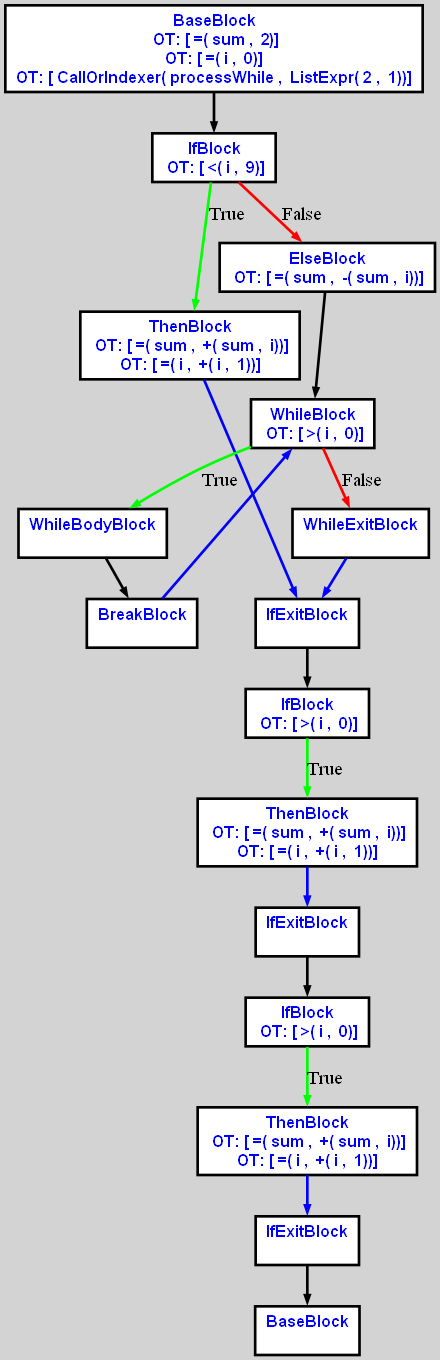 BaseBlock
OT: [ =( sum , 2)]
OT: [ =( i , 0)]
OT: [ CallOrIndexer( processWhile , ListExpr( 2 , 1))]
IfBlock
OT: [ <( i , 9)]
True
False
ElseBlock
OT: [ =( sum , -( sum , i))]
ThenBlock
OT: [ =( sum , +( sum , i))]
OT: [ =( i , +( i , 1))]
WhileBlock
OT: [ >( i , 0)]
True
False
WhileBodyBlock
WhileExitBlock
BreakBlock
IfExitBlock
IfBlock
OT: [ >( i , 0)]
True
ThenBlock
OT: [ =( sum , +( sum , i))]
OT: [ =( i , +( i , 1))]
IfExitBlock
IfBlock
OT: [ >( i , 0)]
True
ThenBlock
OT: [ =( sum , +( sum , i))]
OT: [ =( i , +( i , 1))]
IfExitBlock
BaseBlock